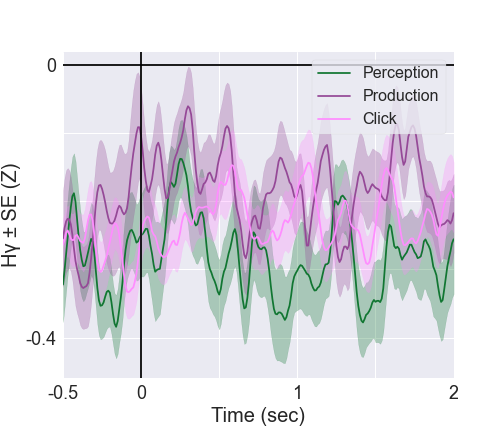 Perception
Production
Click
0
-0.4
Hγ ± SE (Z)
-0.5
0
1
2
Time (sec)